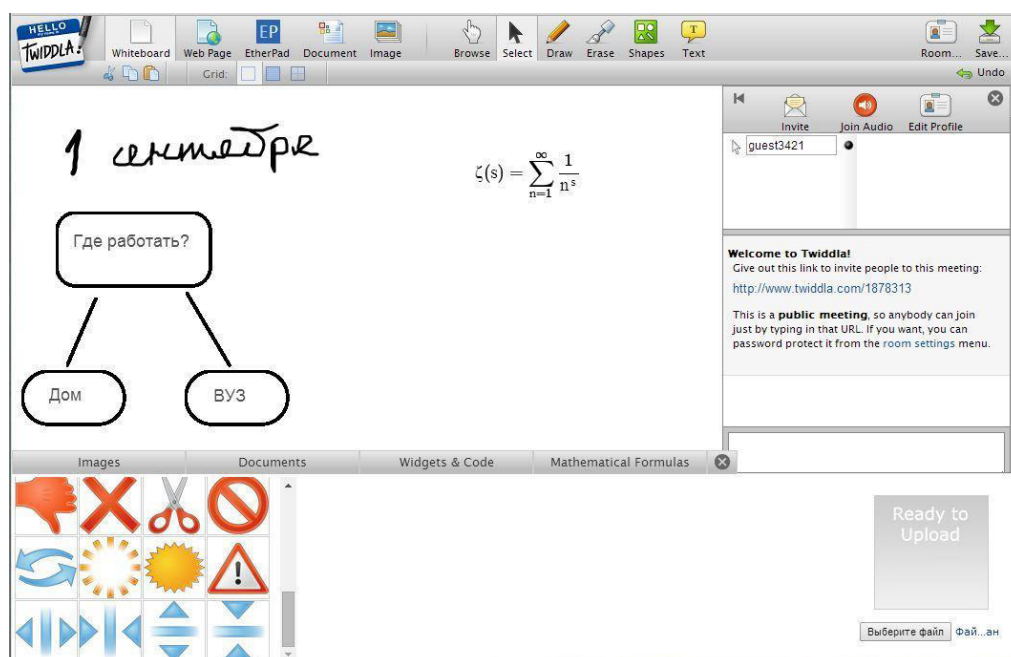 HELLO
TWIDDLA!
Whiteboard Web Page EtherPad Document Image Browse Select Draw Erase Shapes Text Room... Save...
EP
T
Grid:
Undo
Invite Join Audio Edit Profile
guest3421
1 сентября
ζ(s) = ∑ n=1 ∞ 1/n^s
Где работать?
Дом
ВУЗ
Welcome to Twiddla!
Give out this link to invite people to this meeting:
http://www.twiddla.com/1878313
This is a public meeting, so anybody can join
just by typing in that URL. If you want, you can
password protect it from the room settings menu.
Images Documents Widgets & Code Mathematical Formulas
Ready to
Upload
Выберите файл Фай...ан